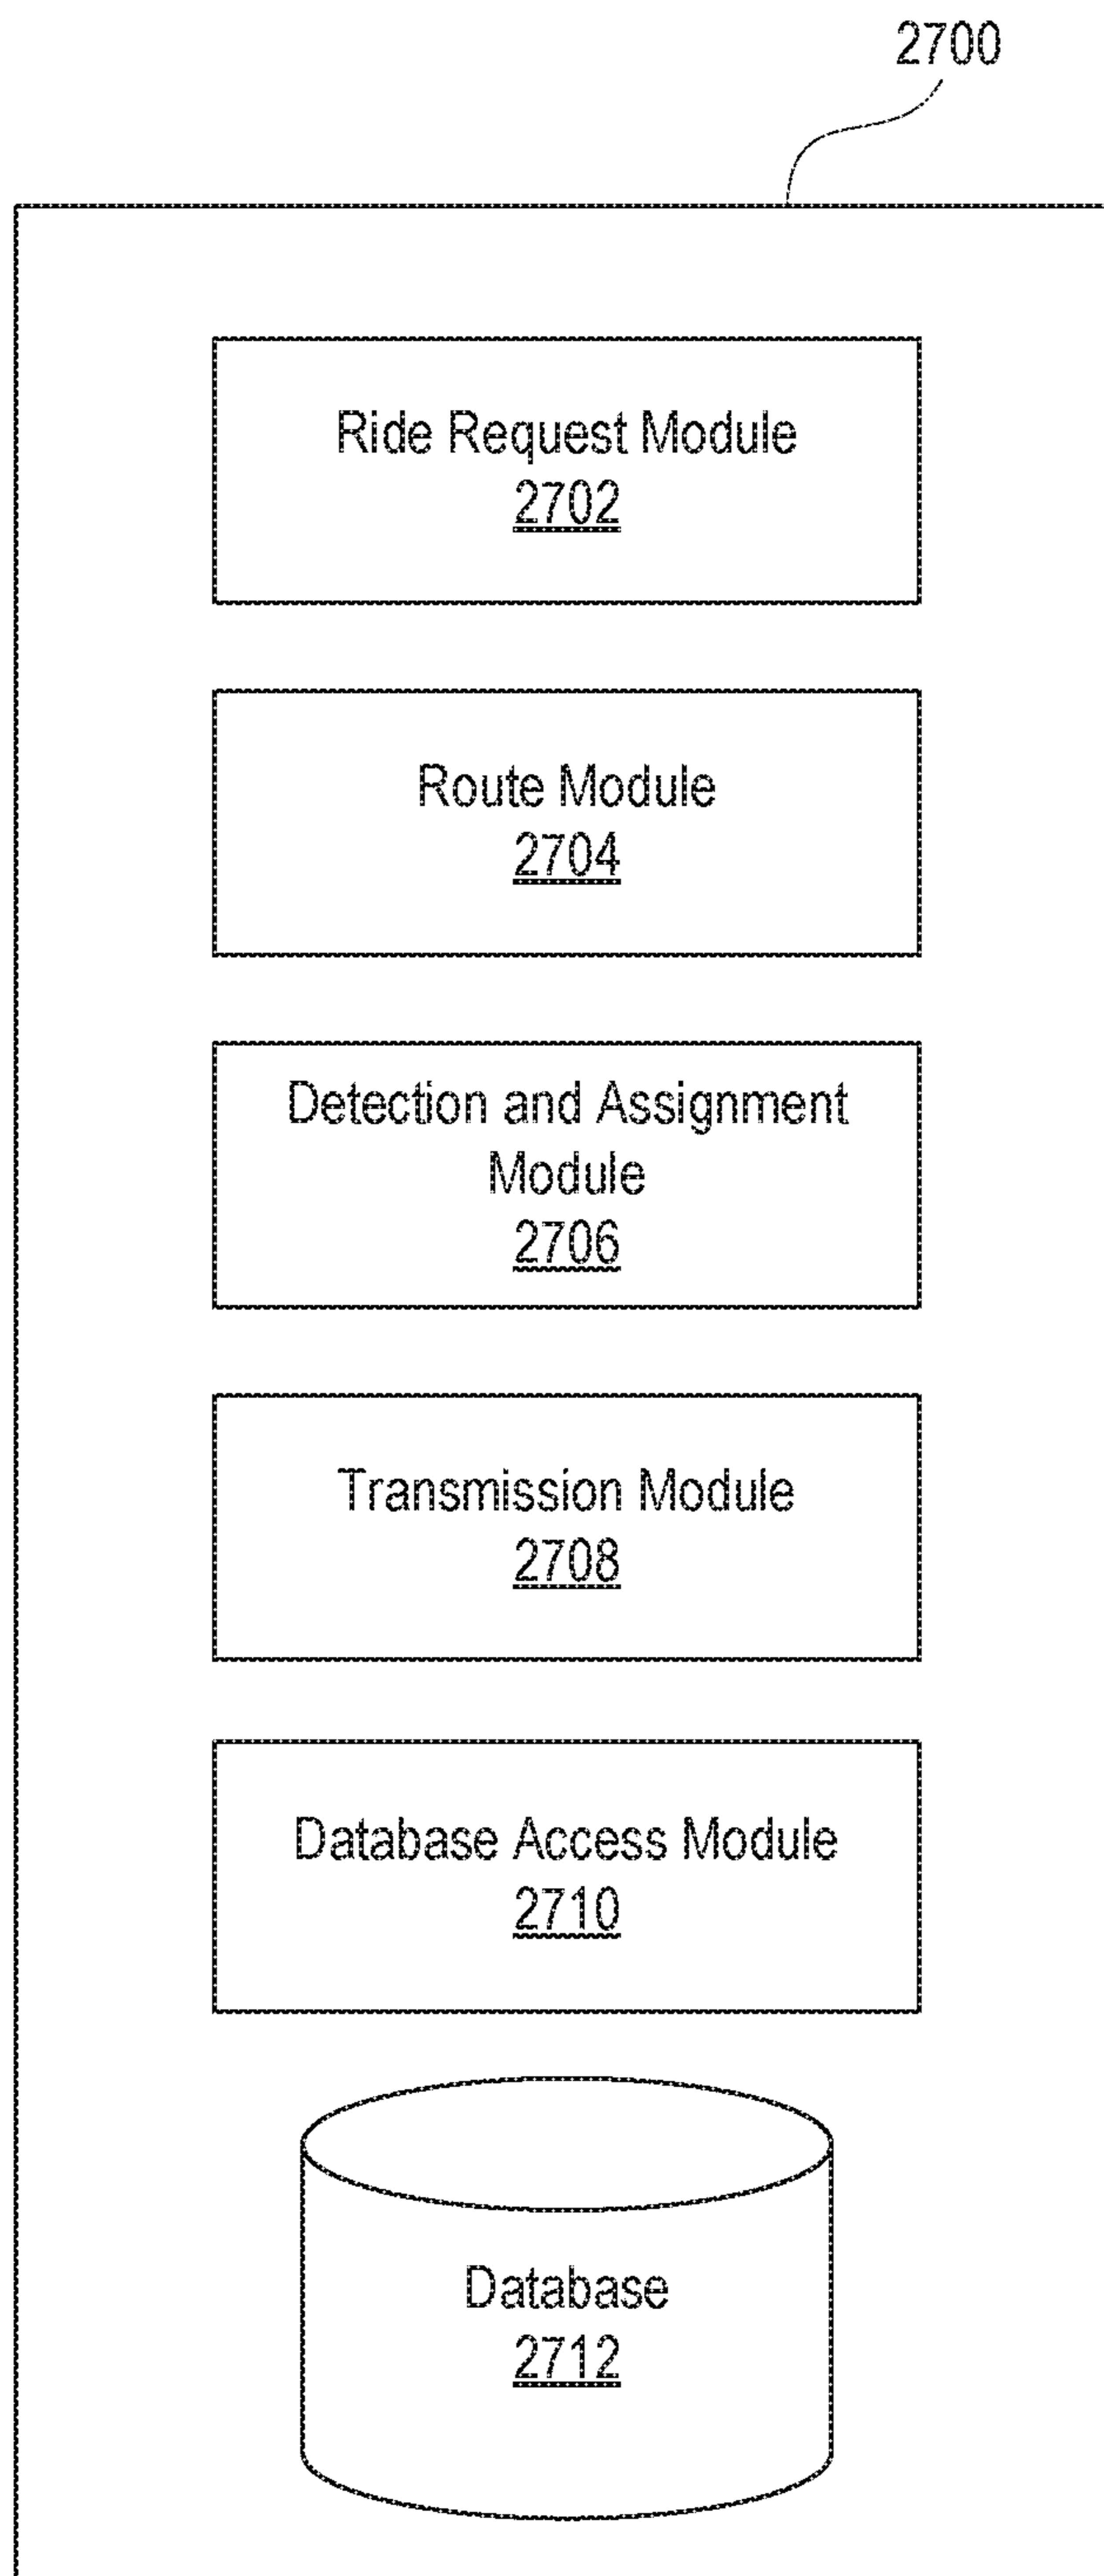 2700
Ride Request Module
2702
Route Module
2704
Detection and Assignment
Module
2706
Transmission Module
2708
Database Access Module
2710
Database
2712